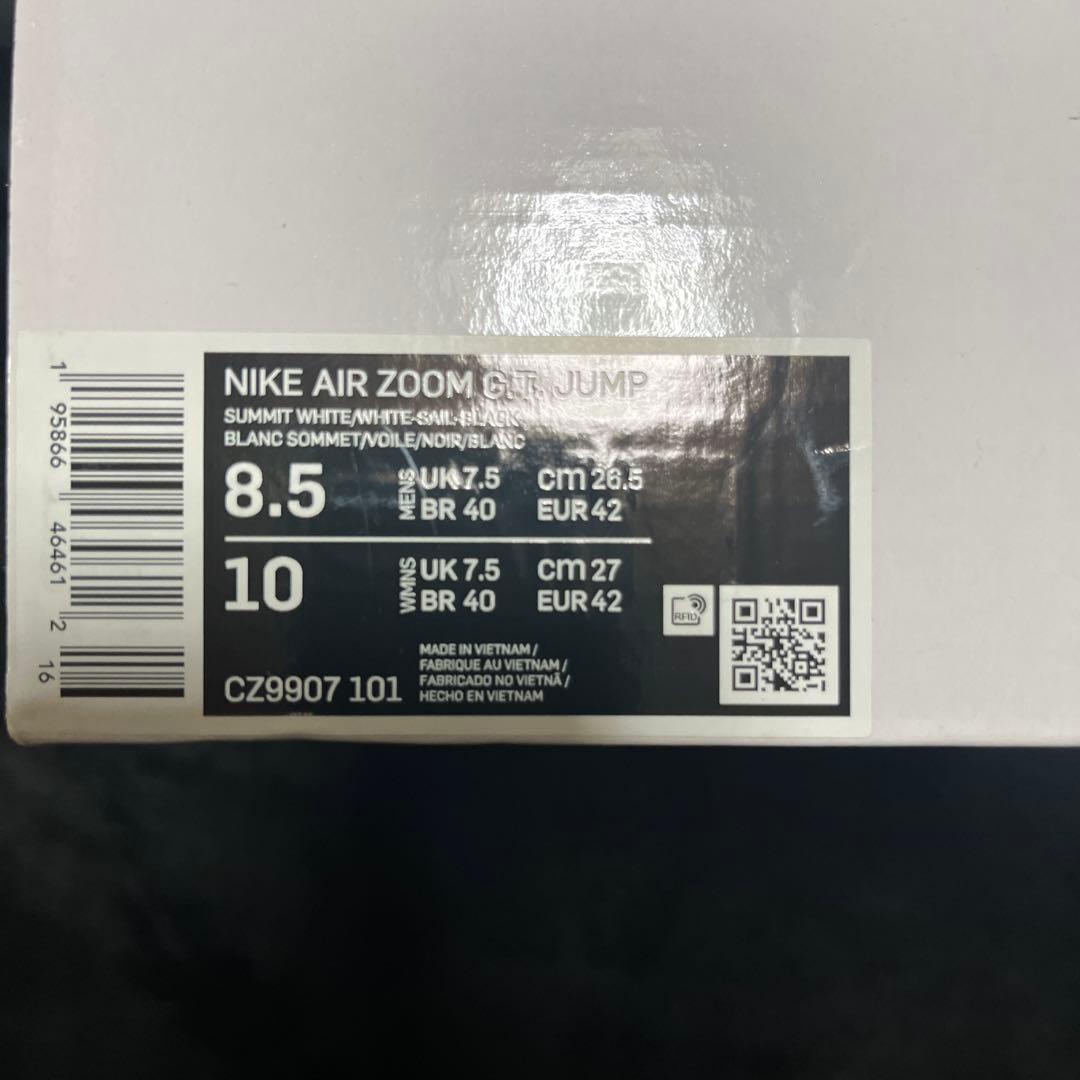 NIKE AIR ZOOM G.T. JUMP
SUMMIT WHITE/WHITE-SAIL-BLACK
BLANC SOMMET/VOILE/NOIR/BLANC
8.5 MENS UK 7.5 cm 26.5
BR 40 EUR 42
10 WMNS UK 7.5 cm 27
BR 40 EUR 42
RFID
MADE IN VIETNAM /
FABRIQUE AU VIETNAM /
FABRICADO NO VIETNÃ /
HECHO EN VIETNAM
CZ9907 101
1 95866 46461 2 16